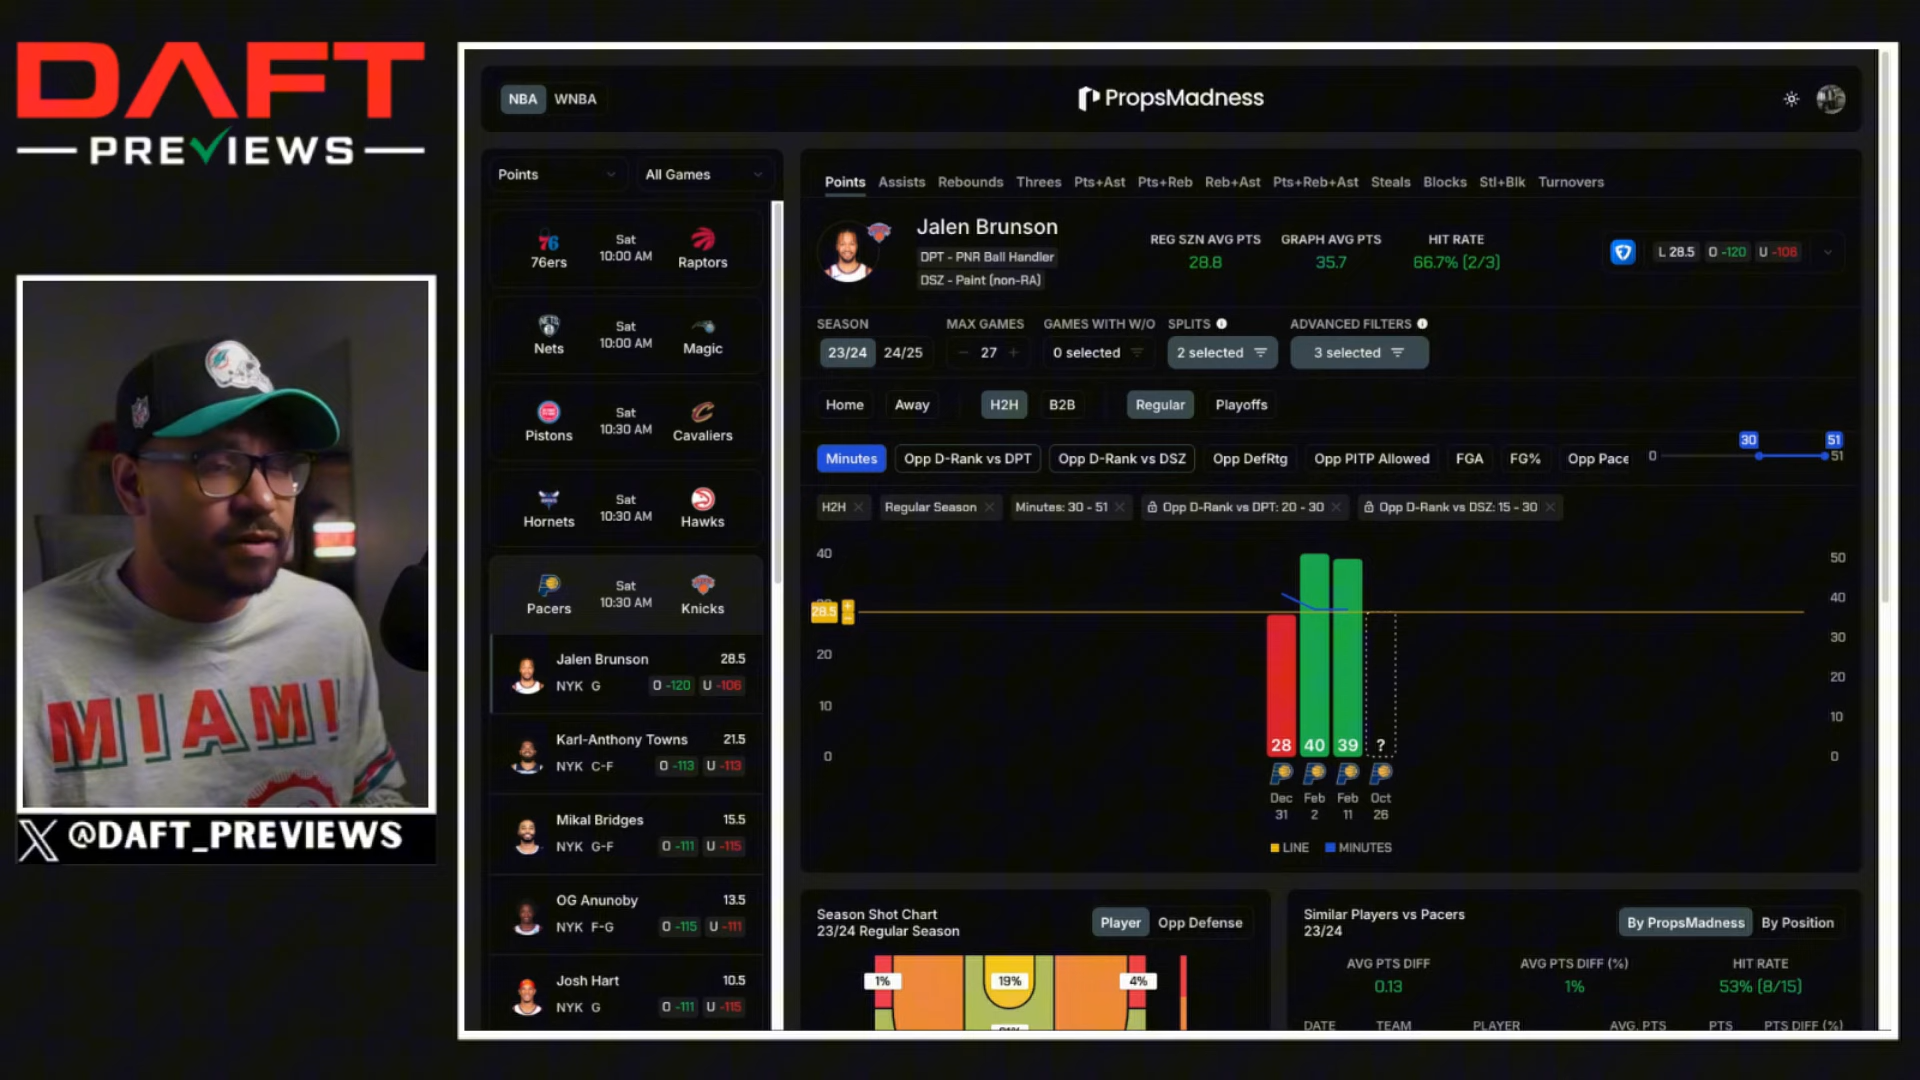 DAFT
PREVIEWS
MIAM!
@DAFT_PREVIEWS
NBA WNBA
PropsMadness
Points All Games
76ers Sat 10:00 AM Raptors
Nets Sat 10:00 AM Magic
Pistons Sat 10:30 AM Cavaliers
Hornets Sat 10:30 AM Hawks
Pacers Sat 10:30 AM Knicks
Jalen Brunson 28.5
NYK G O -120 U -106
Karl-Anthony Towns 21.5
NYK C-F O -113 U -113
Mikal Bridges 15.5
NYK G-F O -111 U -115
OG Anunoby 13.5
NYK F-G O -115 U -111
Josh Hart 10.5
NYK G O -111 U -115
Points Assists Rebounds Threes Pts+Ast Pts+Reb Reb+Ast Pts+Reb+Ast Steals Blocks Stl+Blk Turnovers
Jalen Brunson
DPT - PNR Ball Handler
DSZ - Paint (non-RA)
REG SZN AVG PTS GRAPH AVG PTS HIT RATE
28.8 35.7 66.7% (2/3)
L 28.5 O -120 U -106
SEASON MAX GAMES GAMES WITH W/O SPLITS ADVANCED FILTERS
23/24 24/25 − 27 + 0 selected 2 selected 3 selected
Home Away H2H B2B Regular Playoffs
Minutes Opp D-Rank vs DPT Opp D-Rank vs DSZ Opp DefRtg Opp PITP Allowed FGA FG% Opp Pace 0 30 51 51
H2H × Regular Season × Minutes: 30 - 51 × Opp D-Rank vs DPT: 20 - 30 × Opp D-Rank vs DSZ: 15 - 30 ×
40 50
40
28.5 + −
30
20 20
10 10
0 0
28 40 39 ?
Dec Feb Feb Oct
31 2 11 26
LINE MINUTES
Season Shot Chart
23/24 Regular Season
Player Opp Defense
1% 19% 4%
Similar Players vs Pacers
23/24
By PropsMadness By Position
AVG PTS DIFF AVG PTS DIFF (%) HIT RATE
0.13 1% 53% (8/15)
DATE TEAM PLAYER AVG. PTS PTS PTS DIFF (%)